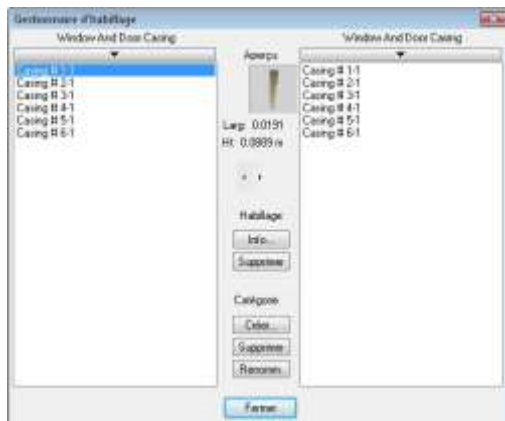 Gestionnaire d'habillage
Window And Door Casing
Window And Door Casing
Aperçu
Casing # 1-1
Casing # 2-1
Casing # 3-1
Casing # 4-1
Casing # 5-1
Casing # 6-1
Casing # 1-1
Casing # 2-1
Casing # 3-1
Casing # 4-1
Casing # 5-1
Casing # 6-1
Larg: 0.0191
Ht: 0.0889 m
Habillage
Info...
Supprimer
Catégorie
Créer...
Supprimer
Renomm.
Fermer